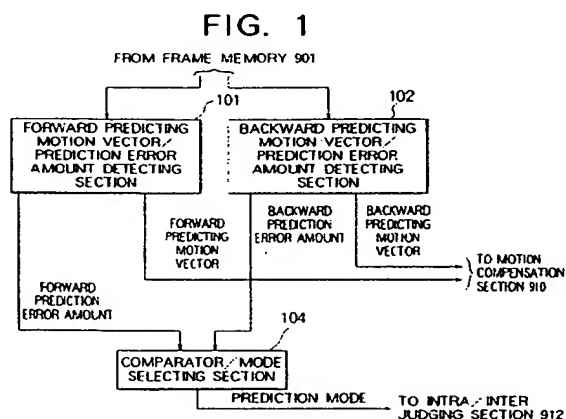 FIG. 1
FROM FRAME MEMORY 901
101
102
FORWARD PREDICTING
MOTION VECTOR/
PREDICTION ERROR
AMOUNT DETECTING
SECTION
BACKWARD PREDICTING
MOTION VECTOR/
PREDICTION ERROR
AMOUNT DETECTING
SECTION
FORWARD
PREDICTING
MOTION
VECTOR
BACKWARD
PREDICTION
ERROR AMOUNT
BACKWARD
PREDICTING
MOTION
VECTOR
TO MOTION
COMPENSATION
SECTION 910
FORWARD
PREDICTION
ERROR AMOUNT
104
COMPARATOR/MODE
SELECTING SECTION
PREDICTION MODE
TO INTRA/INTER
JUDGING SECTION 912